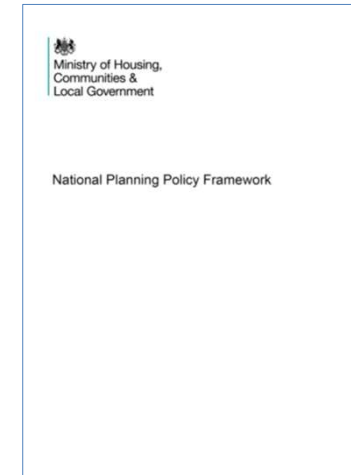 Ministry of Housing,
Communities &
Local Government
National Planning Policy Framework